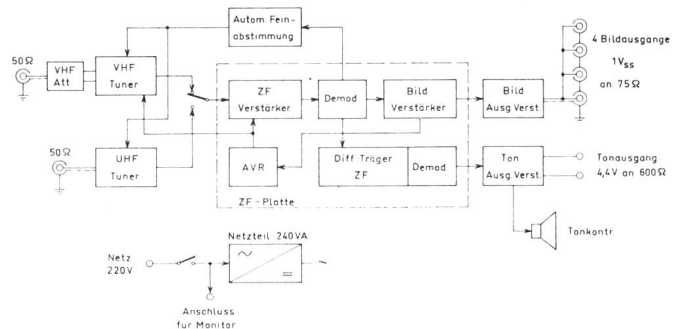 Autom. Fein-
abstimmung
4 Bildausgänge
1V ss
an 75Ω
50Ω
VHF
Att
VHF
Tuner
ZF
Verstärker
Demod
Bild
Verstärker
Bild
Ausg.Verst.
50Ω
UHF
Tuner
AVR
Diff Träger
ZF
Demod.
Ton
Ausg.Verst.
Tonausgang
4,4V an 600Ω
ZF-Platte
Tonkontr.
Netzteil 240VA
Netz
220V
Anschluss
für Monitor